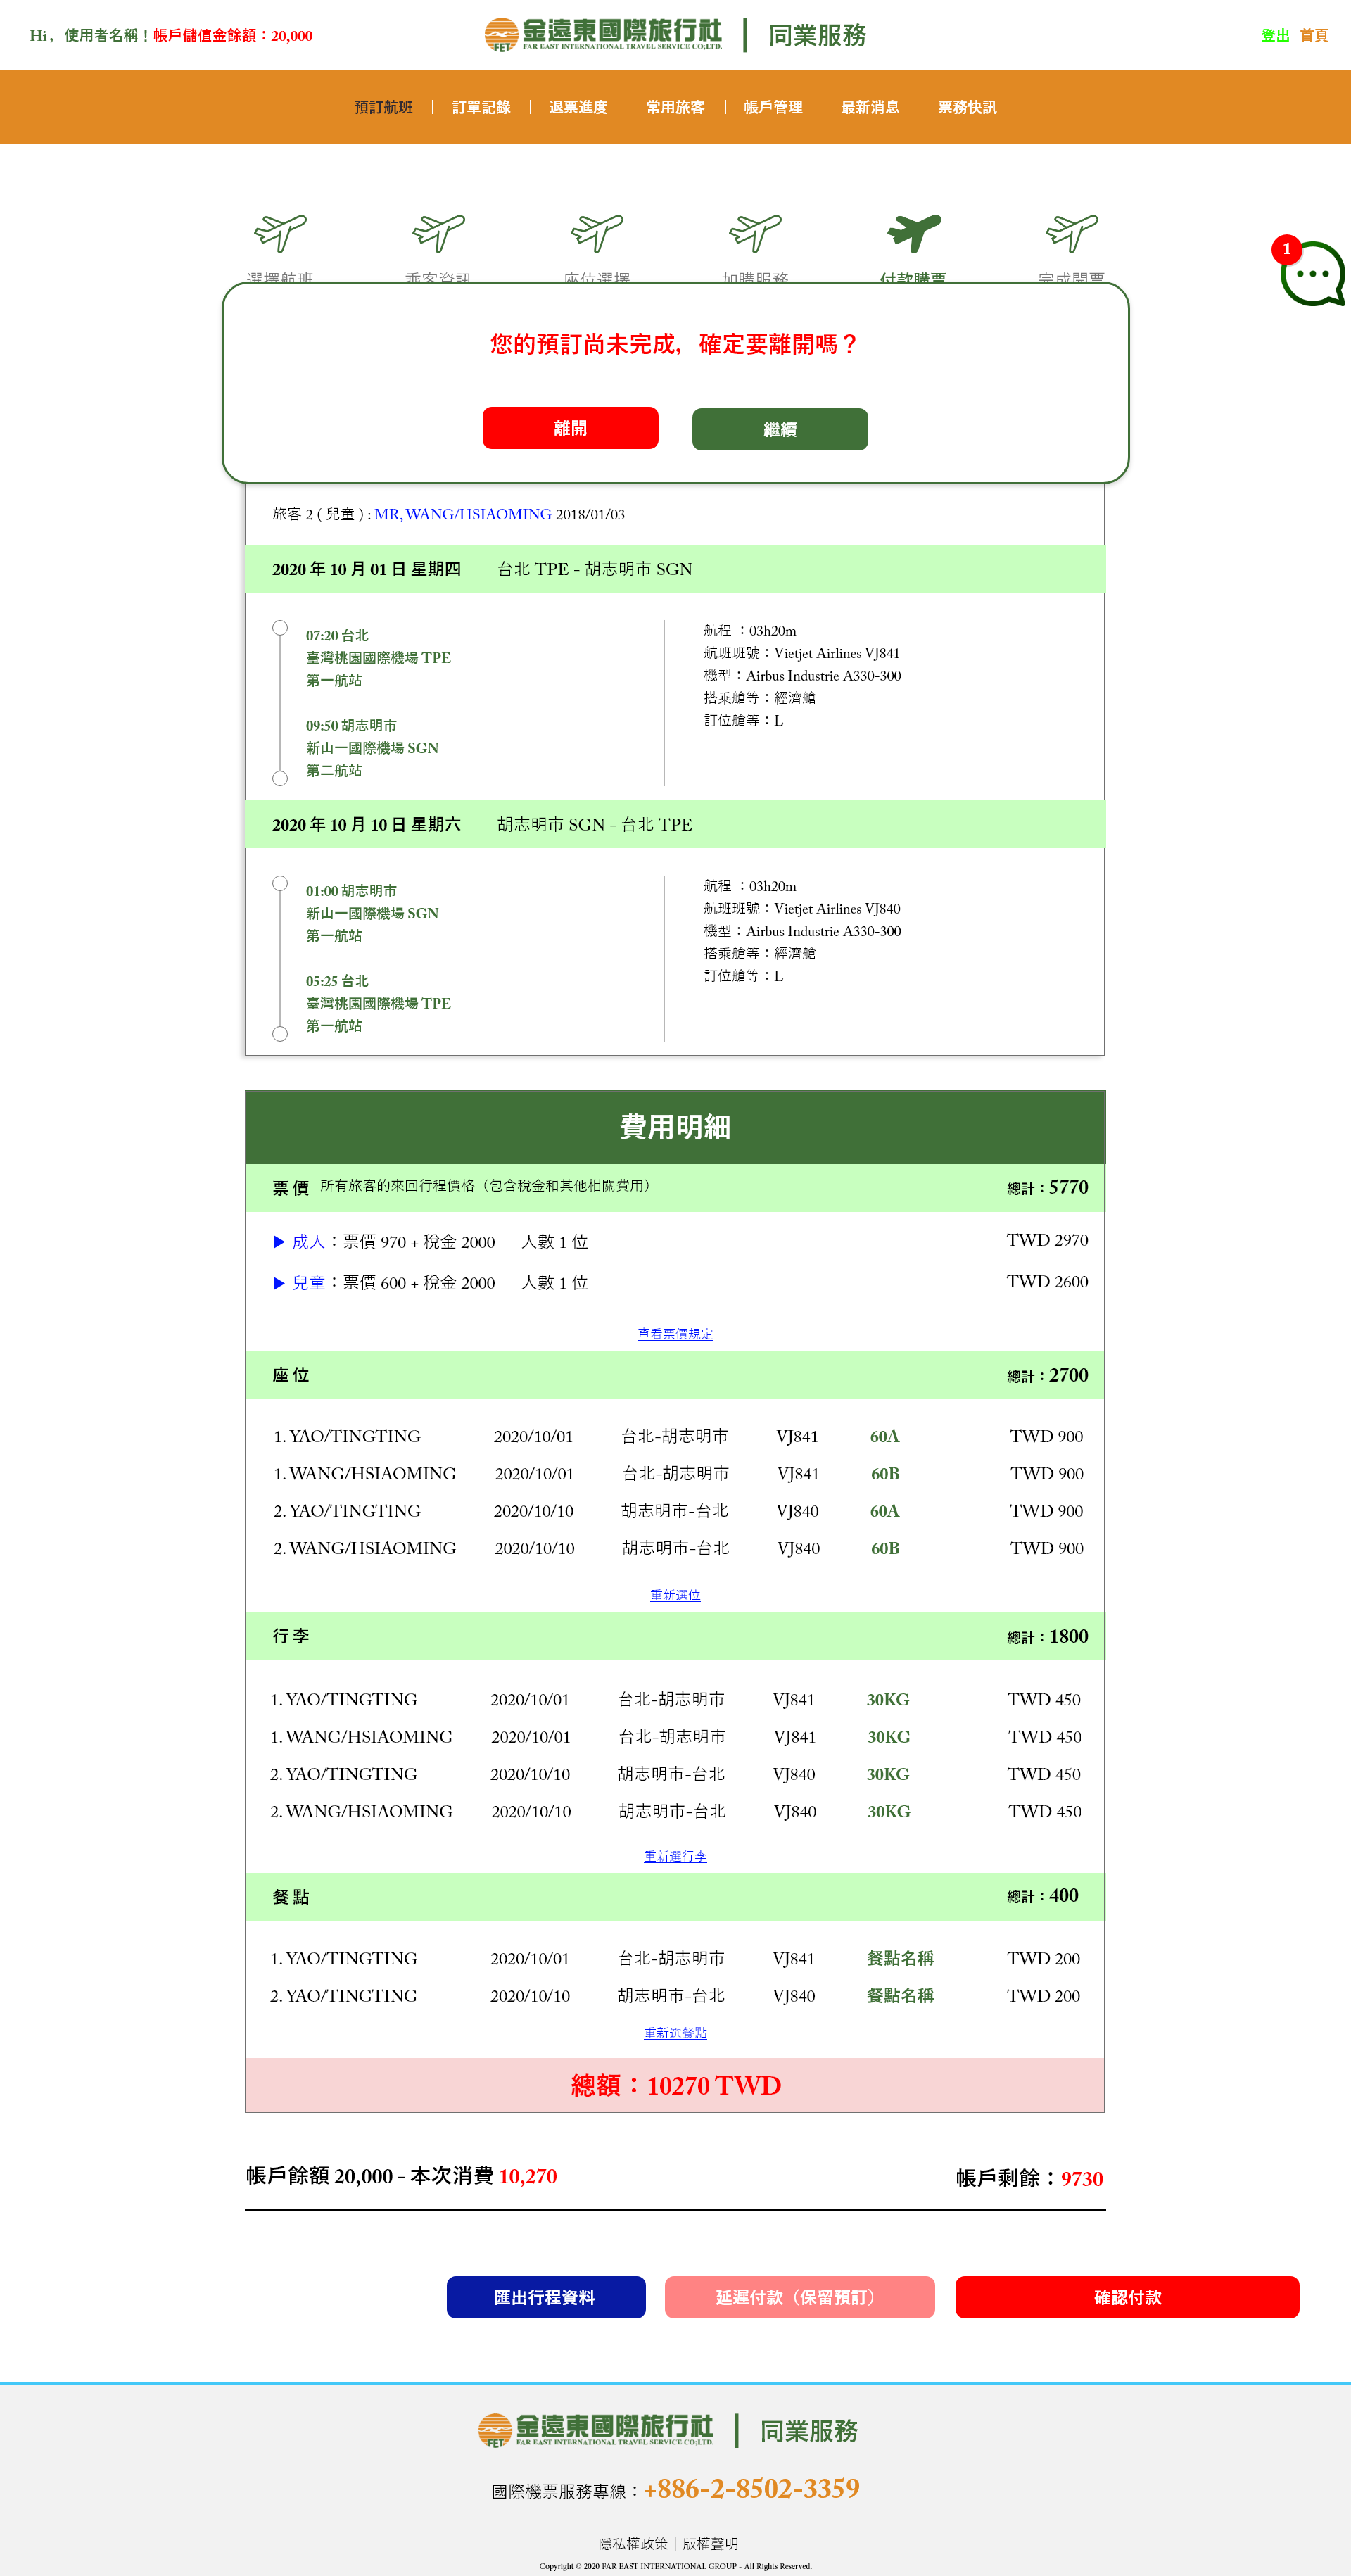 Hi， 使用者名稱！帳戶儲值金餘額：20,000
金遠東國際旅行社
FAR EAST INTERNATIONAL TRAVEL SERVICE CO;LTD.
FET
同業服務
登出 首頁
預訂航班 訂單記錄 退票進度 常用旅客 帳戶管理 最新消息 票務快訊
1
選擇航班 乘客資訊 座位選擇 加購服務 付款購票 完成開票
您的預訂尚未完成，確定要離開嗎？
離開 繼續
旅客 2 ( 兒童 ) : MR, WANG/HSIAOMING 2018/01/03
2020 年 10 月 01 日 星期四 台北 TPE - 胡志明市 SGN
07:20 台北
臺灣桃園國際機場 TPE
第一航站
09:50 胡志明市
新山一國際機場 SGN
第二航站
航程 ：03h20m
航班班號：Vietjet Airlines VJ841
機型：Airbus Industrie A330-300
搭乘艙等：經濟艙
訂位艙等：L
2020 年 10 月 10 日 星期六 胡志明市 SGN - 台北 TPE
01:00 胡志明市
新山一國際機場 SGN
第一航站
05:25 台北
臺灣桃園國際機場 TPE
第一航站
航程 ：03h20m
航班班號：Vietjet Airlines VJ840
機型：Airbus Industrie A330-300
搭乘艙等：經濟艙
訂位艙等：L
費用明細
票 價 所有旅客的來回行程價格（包含稅金和其他相關費用） 總計：5770
▶ 成人：票價 970 + 稅金 2000 人數 1 位 TWD 2970
▶ 兒童：票價 600 + 稅金 2000 人數 1 位 TWD 2600
查看票價規定
座 位 總計：2700
1. YAO/TINGTING 2020/10/01 台北-胡志明市 VJ841 60A TWD 900
1. WANG/HSIAOMING 2020/10/01 台北-胡志明市 VJ841 60B TWD 900
2. YAO/TINGTING 2020/10/10 胡志明市-台北 VJ840 60A TWD 900
2. WANG/HSIAOMING 2020/10/10 胡志明市-台北 VJ840 60B TWD 900
重新選位
行 李 總計：1800
1. YAO/TINGTING 2020/10/01 台北-胡志明市 VJ841 30KG TWD 450
1. WANG/HSIAOMING 2020/10/01 台北-胡志明市 VJ841 30KG TWD 450
2. YAO/TINGTING 2020/10/10 胡志明市-台北 VJ840 30KG TWD 450
2. WANG/HSIAOMING 2020/10/10 胡志明市-台北 VJ840 30KG TWD 450
重新選行李
餐 點 總計：400
1. YAO/TINGTING 2020/10/01 台北-胡志明市 VJ841 餐點名稱 TWD 200
2. YAO/TINGTING 2020/10/10 胡志明市-台北 VJ840 餐點名稱 TWD 200
重新選餐點
總額：10270 TWD
帳戶餘額 20,000 - 本次消費 10,270 帳戶剩餘：9730
匯出行程資料 延遲付款（保留預訂） 確認付款
金遠東國際旅行社
FAR EAST INTERNATIONAL TRAVEL SERVICE CO;LTD.
FET
同業服務
國際機票服務專線：+886-2-8502-3359
隱私權政策｜版權聲明
Copyright © 2020 FAR EAST INTERNATIONAL GROUP - All Rights Reserved.